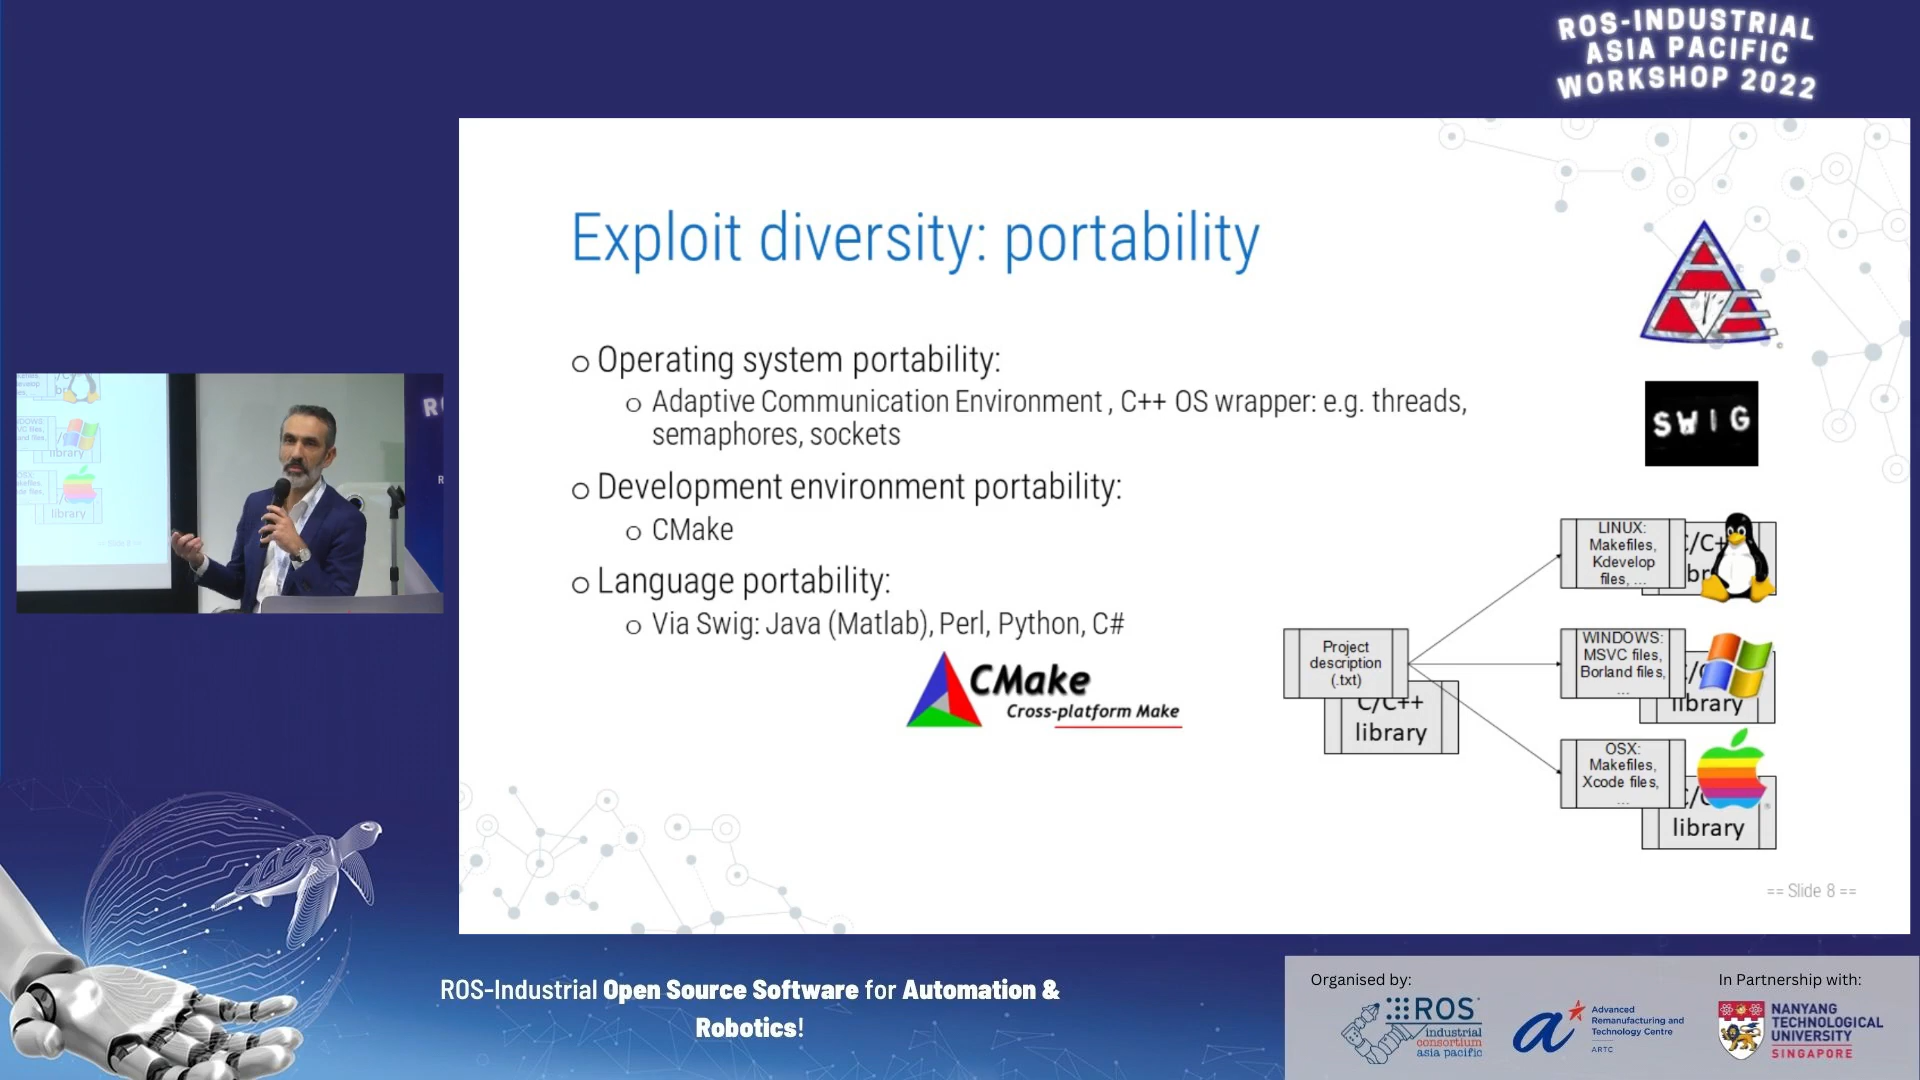 ROS-INDUSTRIAL
ASIA PACIFIC
WORKSHOP 2022
Exploit diversity: portability
Operating system portability:
Adaptive Communication Environment , C++ OS wrapper: e.g. threads,
semaphores, sockets
Development environment portability:
CMake
Language portability:
Via Swig: Java (Matlab), Perl, Python, C#
CMake
Cross-platform Make
ACE
SWIG
Project
description
(.txt)
C/C++
library
LINUX:
Makefiles,
Kdevelop
files, ...
WINDOWS:
MSVC files,
Borland files,
...
library
OSX:
Makefiles,
Xcode files,
...
library
== Slide 8 ==
library
library
ROS-Industrial Open Source Software for Automation &
Robotics!
Organised by:
ROS
industrial
consortium
asia pacific
Advanced
Remanufacturing and
Technology Centre
ARTC
In Partnership with:
NANYANG
TECHNOLOGICAL
UNIVERSITY
SINGAPORE